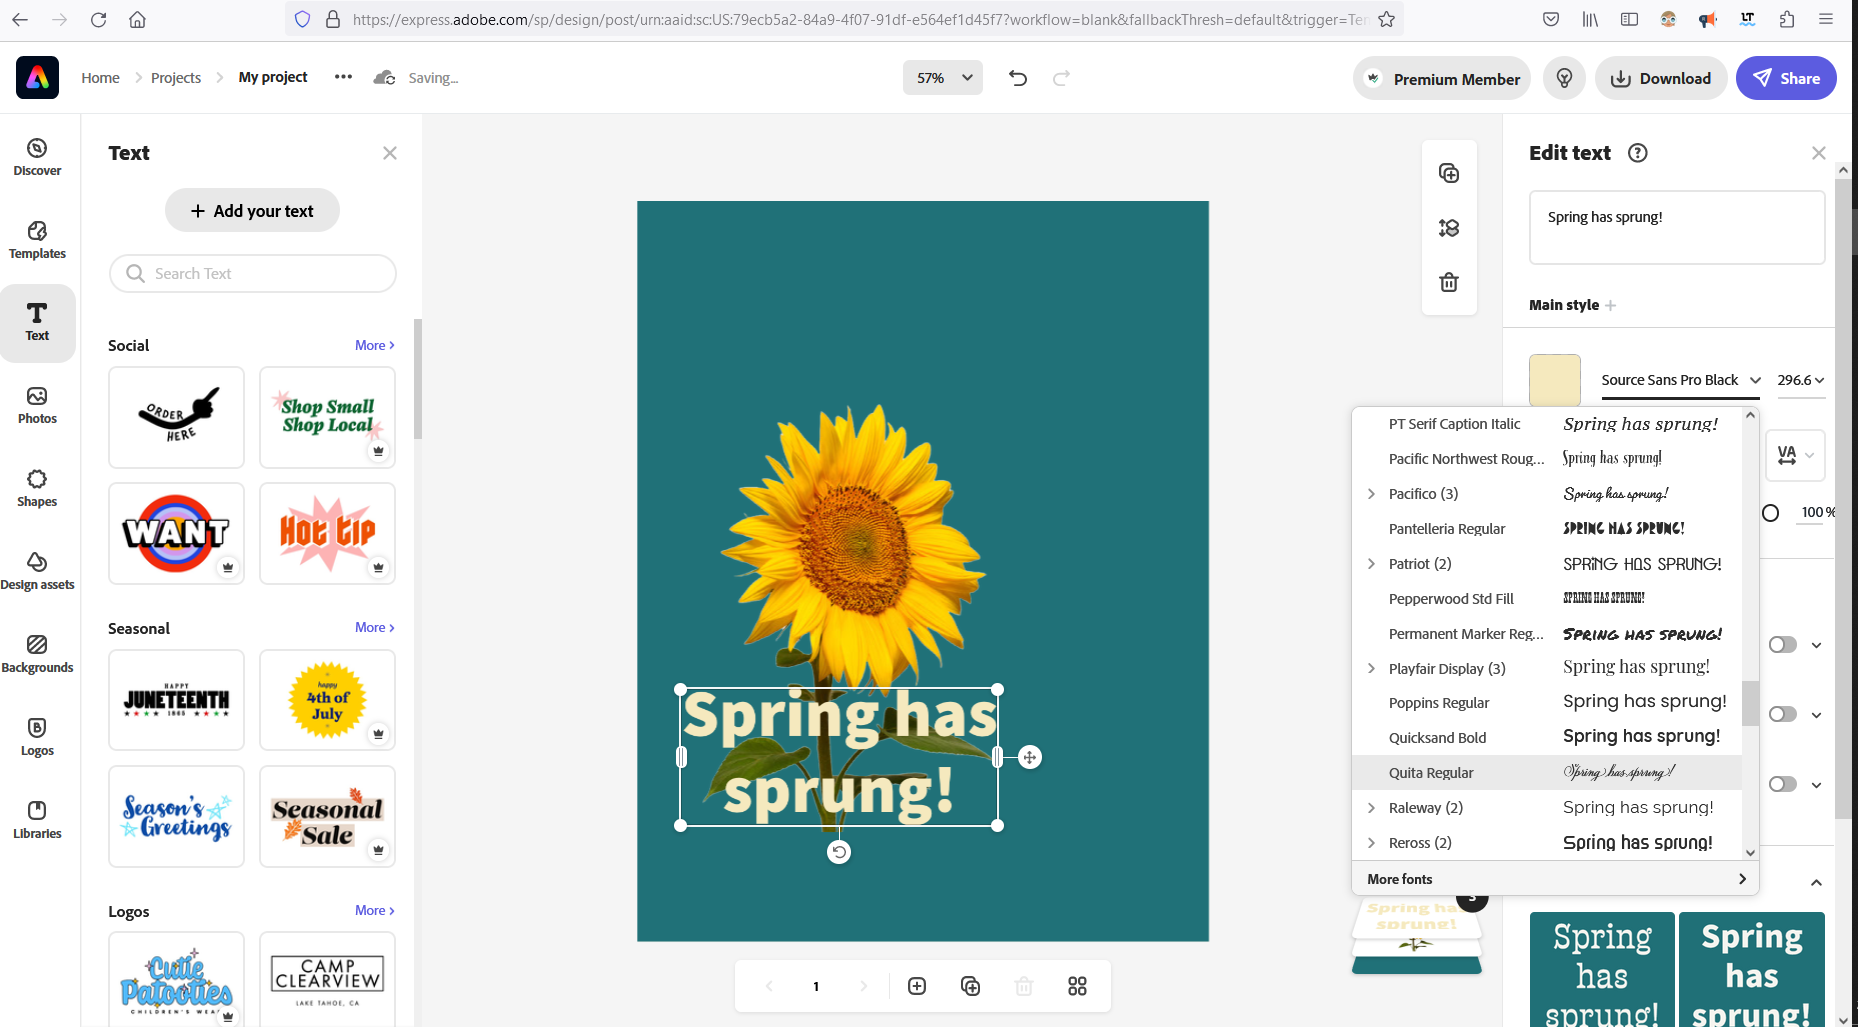 https://express.adobe.com/sp/design/post/urn:aaid:sc:US:79ecb5a2-84a9-4f07-91df-e564ef1d45f7?workflow=blank&fallbackThresh=default&trigger=Ter
LT
Home
Projects
My project
Saving...
57%
Premium Member
Download
Share
Discover
Templates
Text
Photos
Shapes
Design assets
Backgrounds
Logos
Libraries
Text
+ Add your text
Search Text
Social
More
ORDER
HERE
Shop Small
Shop Local
WANT
Hot tip
Seasonal
More
HAPPY
JUNETEENTH
1865
happy
4th of
July
Season's
Greetings
Seasonal
Sale
Logos
More
Cutie
Patooties
CHILDREN'S WEAR
CAMP
CLEARVIEW
LAKE TAHOE, CA
Spring has
sprung!
1
Edit text
Spring has sprung!
Main style
Source Sans Pro Black
296.6
PT Serif Caption Italic
Spring has sprung!
Pacific Northwest Roug...
Spring has sprung!
Pacifico (3)
Spring has sprung!
Pantelleria Regular
SPRING HAS SPRUNG!
Patriot (2)
SPRING HAS SPRUNG!
Pepperwood Std Fill
SPRING HAS SPRUNG!
Permanent Marker Reg...
SPRING HAS SPRUNG!
Playfair Display (3)
Spring has sprung!
Poppins Regular
Spring has sprung!
Quicksand Bold
Spring has sprung!
Quita Regular
Spring has sprung!
Raleway (2)
Spring has sprung!
Reross (2)
Spring has sprung!
More fonts
VA
100 %
Spring has
sprung!
Spring
has
sprung!
Spring
has
sprung!